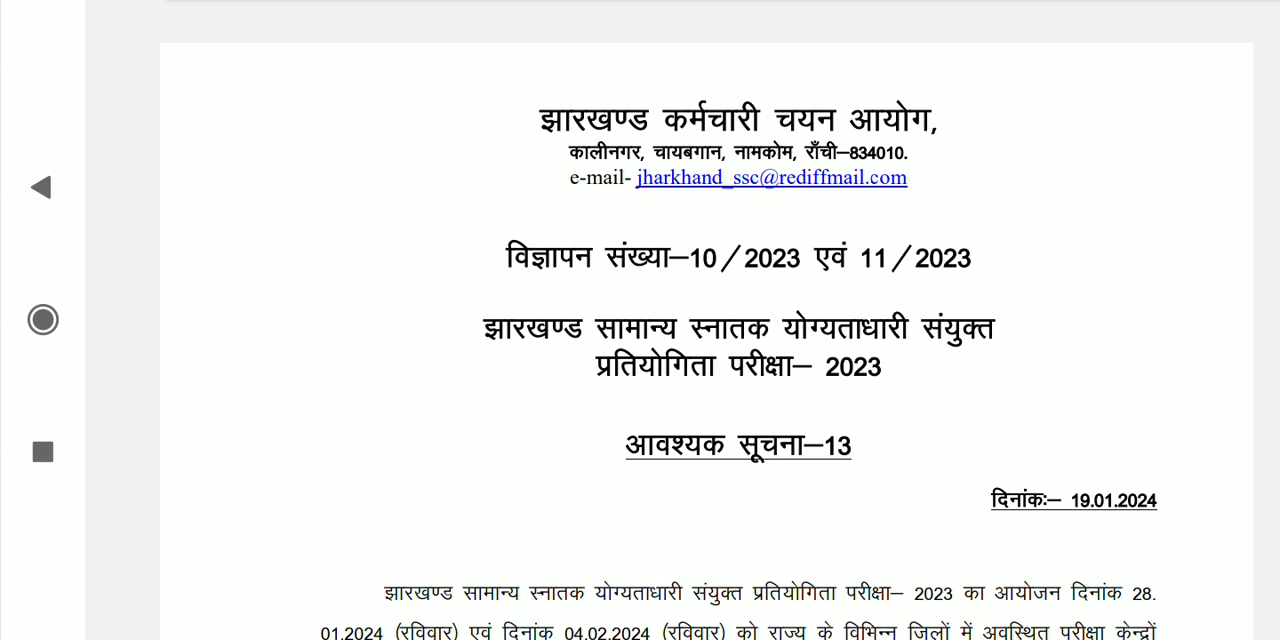 झारखण्ड कर्मचारी चयन आयोग,
कालीनगर, चायबगान, नामकोम, राँची–834010.
e-mail- jharkhand_ssc@rediffmail.com
विज्ञापन संख्या–10/2023 एवं 11/2023
झारखण्ड सामान्य स्नातक योग्यताधारी संयुक्त
प्रतियोगिता परीक्षा– 2023
आवश्यक सूचना–13
दिनांकः– 19.01.2024
झारखण्ड सामान्य स्नातक योग्यताधारी संयुक्त प्रतियोगिता परीक्षा– 2023 का आयोजन दिनांक 28.
01.2024 (रविवार) एवं दिनांक 04.02.2024 (रविवार) को राज्य के विभिन्न जिलों में अवस्थित परीक्षा केन्द्रों